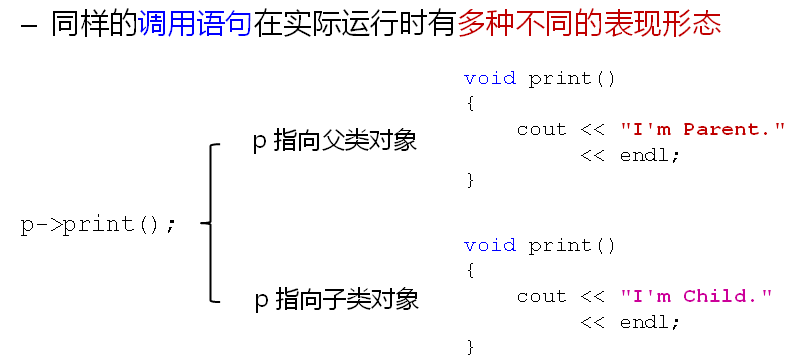 – 同样的调用语句在实际运行时有多种不同的表现形态
p->print();
p 指向父类对象
void print()
{
cout << "I'm Parent."
<< endl;
}
p 指向子类对象
void print()
{
cout << "I'm Child."
<< endl;
}